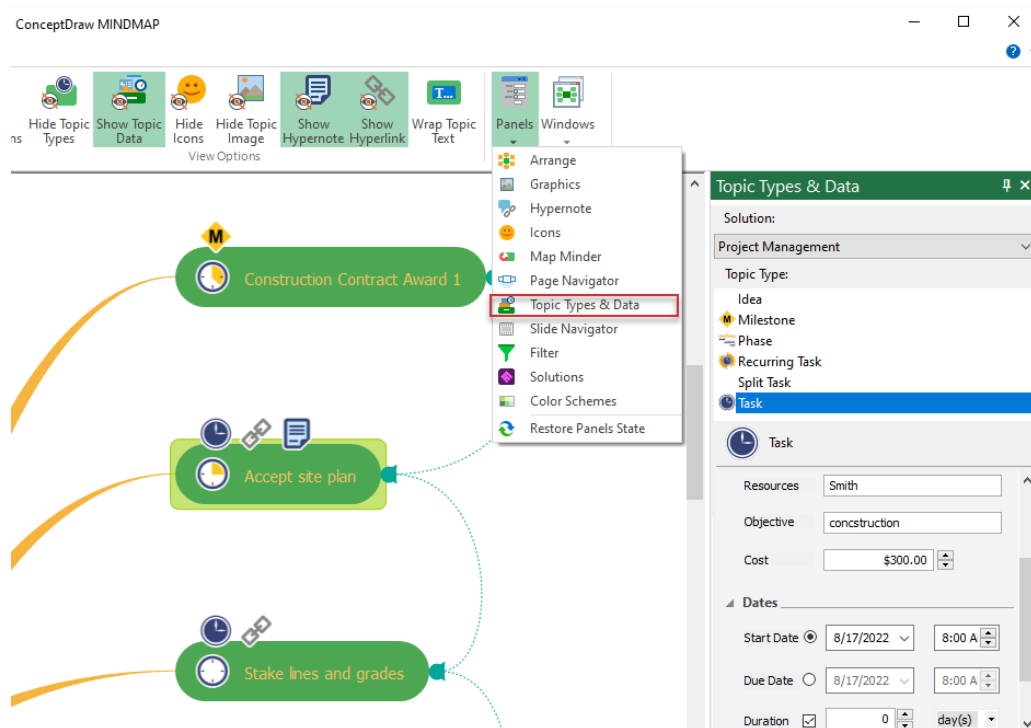 ConceptDraw MINDMAP
?
ns
Hide Topic Types
Show Topic Data
Hide Icons
Hide Topic Image
Show Hypernote
Show Hyperlink
T...
Wrap Topic Text
Panels
Windows
View Options
Arrange
Graphics
Hypernote
Icons
Map Minder
Page Navigator
Topic Types & Data
Slide Navigator
Filter
Solutions
Color Schemes
Restore Panels State
M
Construction Contract Award 1
Accept site plan
Stake lines and grades
Topic Types & Data
Solution:
Project Management
Topic Type:
Idea
M Milestone
Phase
Recurring Task
Split Task
Task
Task
Resources Smith
Objective concstruction
Cost $300.00
Dates
Start Date 8/17/2022 8:00 A
Due Date 8/17/2022 8:00 A
Duration 0 day(s)